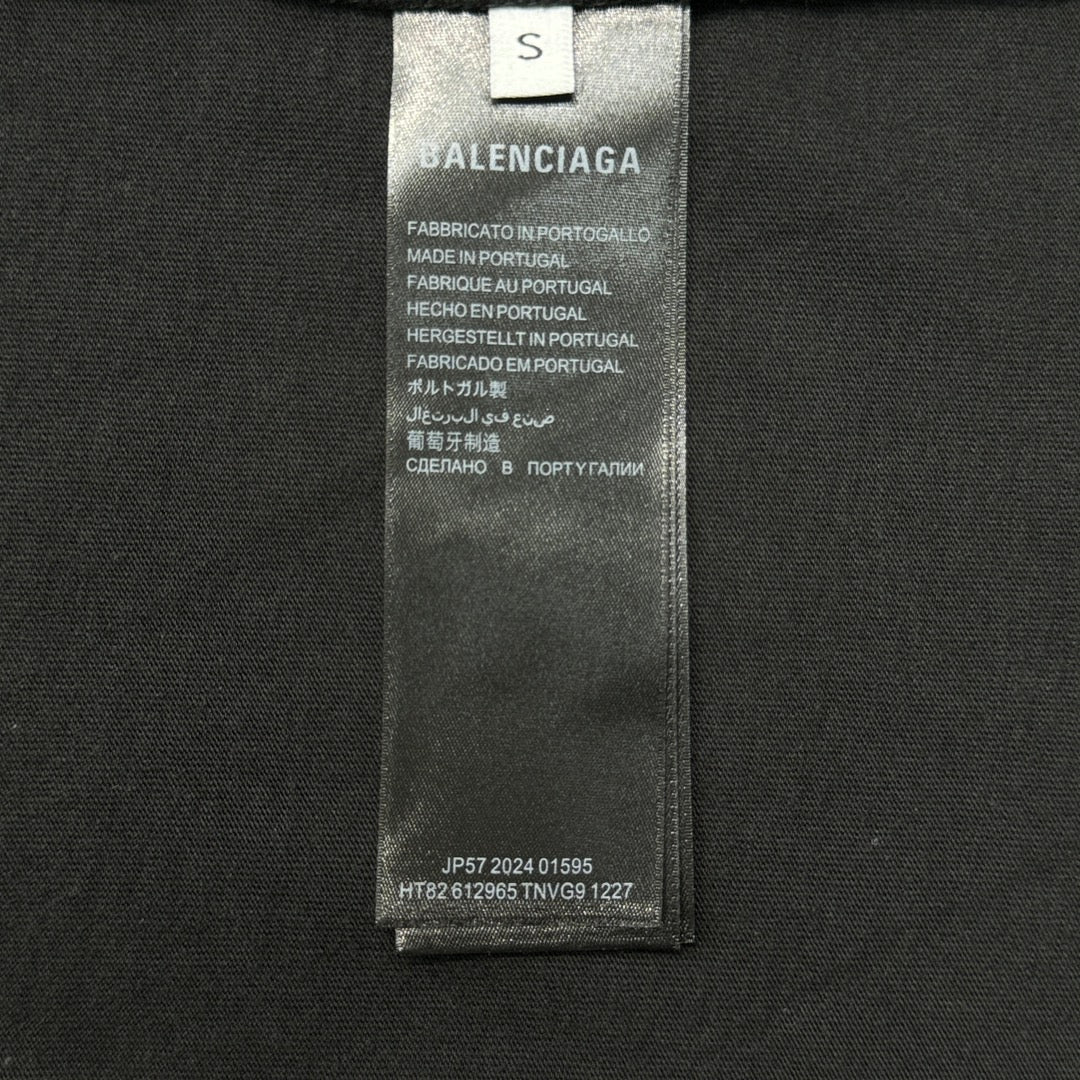 S
BALENCIAGA
FABBRICATO IN PORTOGALLO
MADE IN PORTUGAL
FABRIQUE AU PORTUGAL
HECHO EN PORTUGAL
HERGESTELLT IN PORTUGAL
FABRICADO EM PORTUGAL
ポルトガル製
صنع في البرتغال
葡萄牙制造
СДЕЛАНО В ПОРТУГАЛИИ
JP57 2024 01595
HT82 612965 TNVG9 1227